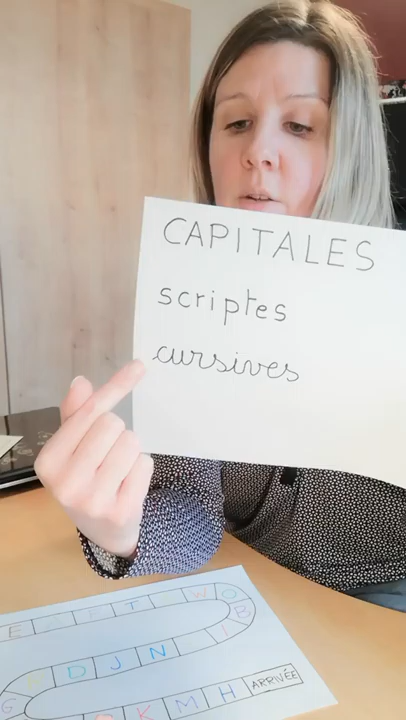 CAPITALES
scriptes
cursives
E T W O
B
I
D J N
G
K M H ARRIVÉE